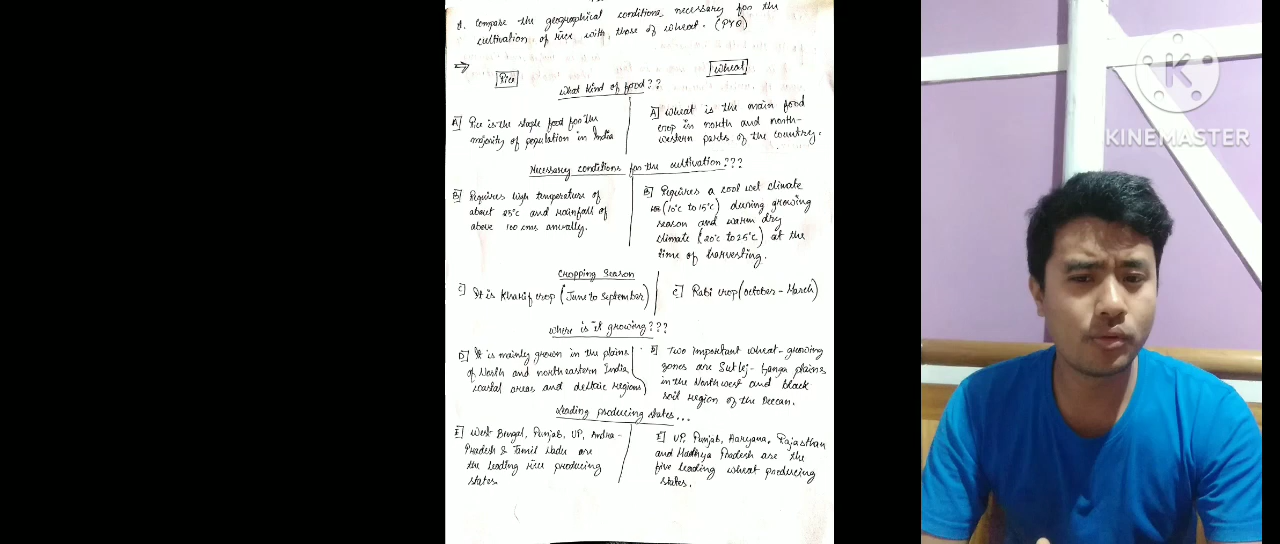 Q. Compare the geographical conditions necessary for the
cultivation of rice with those of wheat. (PYQ)
Rice
Wheat
What kind of food??
A] Rice is the staple food for the
majority of population in India
A] Wheat is the main food
crop in north and north-
western parts of the country.
Necessary conditions for the cultivation???
B] Requires high temperature of
about 25°C and rainfall of
above 100 cms annually.
B] Requires a cool wet climate
(10°C to 15°C) during growing
season and warm dry
climate (20°C to 25°C) at the
time of harvesting.
Cropping Season
C] It is Kharif crop (June to September)
C] Rabi crop (October - March)
Where is it growing???
D] It is mainly grown in the plains
of North and northeastern India,
coastal areas and deltaic regions
D] Two important wheat-growing
zones are Sutlej-Ganga plains
in the Northwest and black
soil region of the Deccan.
Leading producing states...
E] West Bengal, Punjab, UP, Andhra-
Pradesh & Tamil Nadu are
the leading rice producing
states.
E] UP, Punjab, Haryana, Rajasthan
and Madhya Pradesh are the
five leading wheat producing
states.
K
KINEMASTER